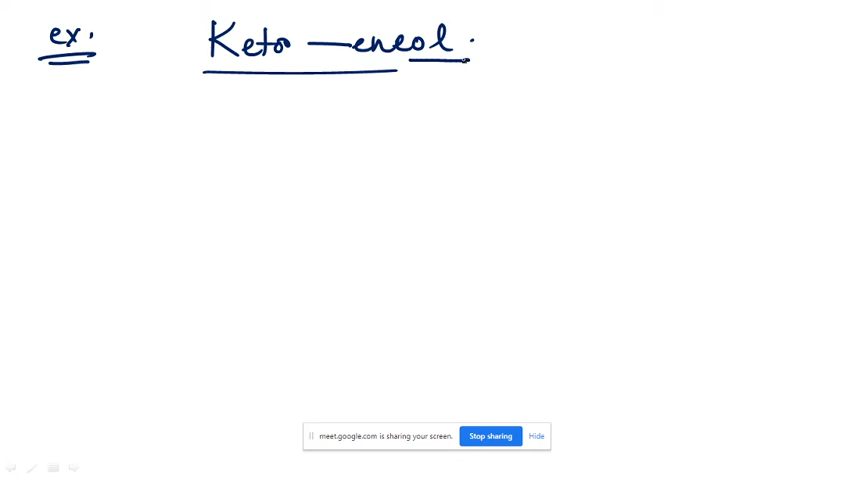 ex. Keto — eneol.
meet.google.com is sharing your screen. Stop sharing Hide